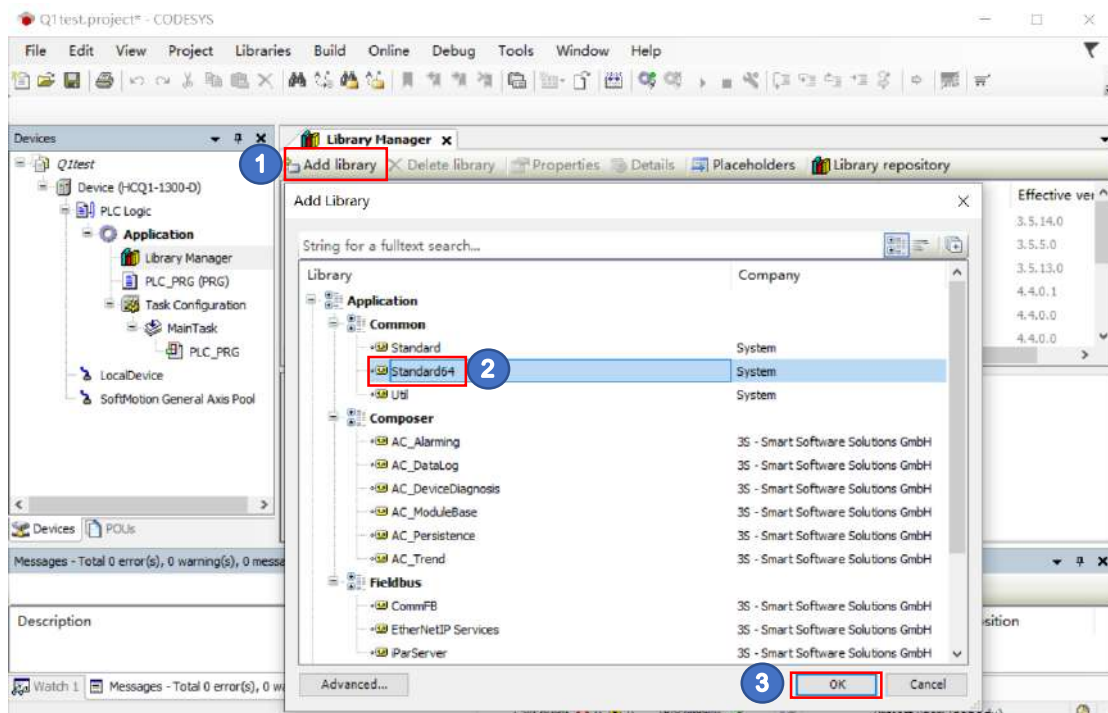 Q1test.project* - CODESYS
File Edit View Project Libraries Build Online Debug Tools Window Help
Devices
Library Manager
Q1test
Device (HCQ1-1300-D)
PLC Logic
Application
Library Manager
PLC_PRG (PRG)
Task Configuration
MainTask
PLC_PRG
LocalDevice
SoftMotion General Axis Pool
Devices POUs
1
Add library Delete library Properties Details Placeholders Library repository
Effective ver
3.5.14.0
3.5.5.0
3.5.13.0
4.4.0.1
4.4.0.0
4.4.0.0
Add Library
String for a fulltext search...
Library Company
Application
Common
Standard System
Standard64 2 System
Util System
Composer
AC_Alarming 3S - Smart Software Solutions GmbH
AC_DataLog 3S - Smart Software Solutions GmbH
AC_DeviceDiagnosis 3S - Smart Software Solutions GmbH
AC_ModuleBase 3S - Smart Software Solutions GmbH
AC_Persistence 3S - Smart Software Solutions GmbH
AC_Trend 3S - Smart Software Solutions GmbH
Fieldbus
CommFB 3S - Smart Software Solutions GmbH
EtherNetIP Services 3S - Smart Software Solutions GmbH
iParServer 3S - Smart Software Solutions GmbH
Advanced... 3 OK Cancel
Messages - Total 0 error(s), 0 warning(s), 0 messa
Description sition
Watch 1 Messages - Total 0 error(s), 0 w